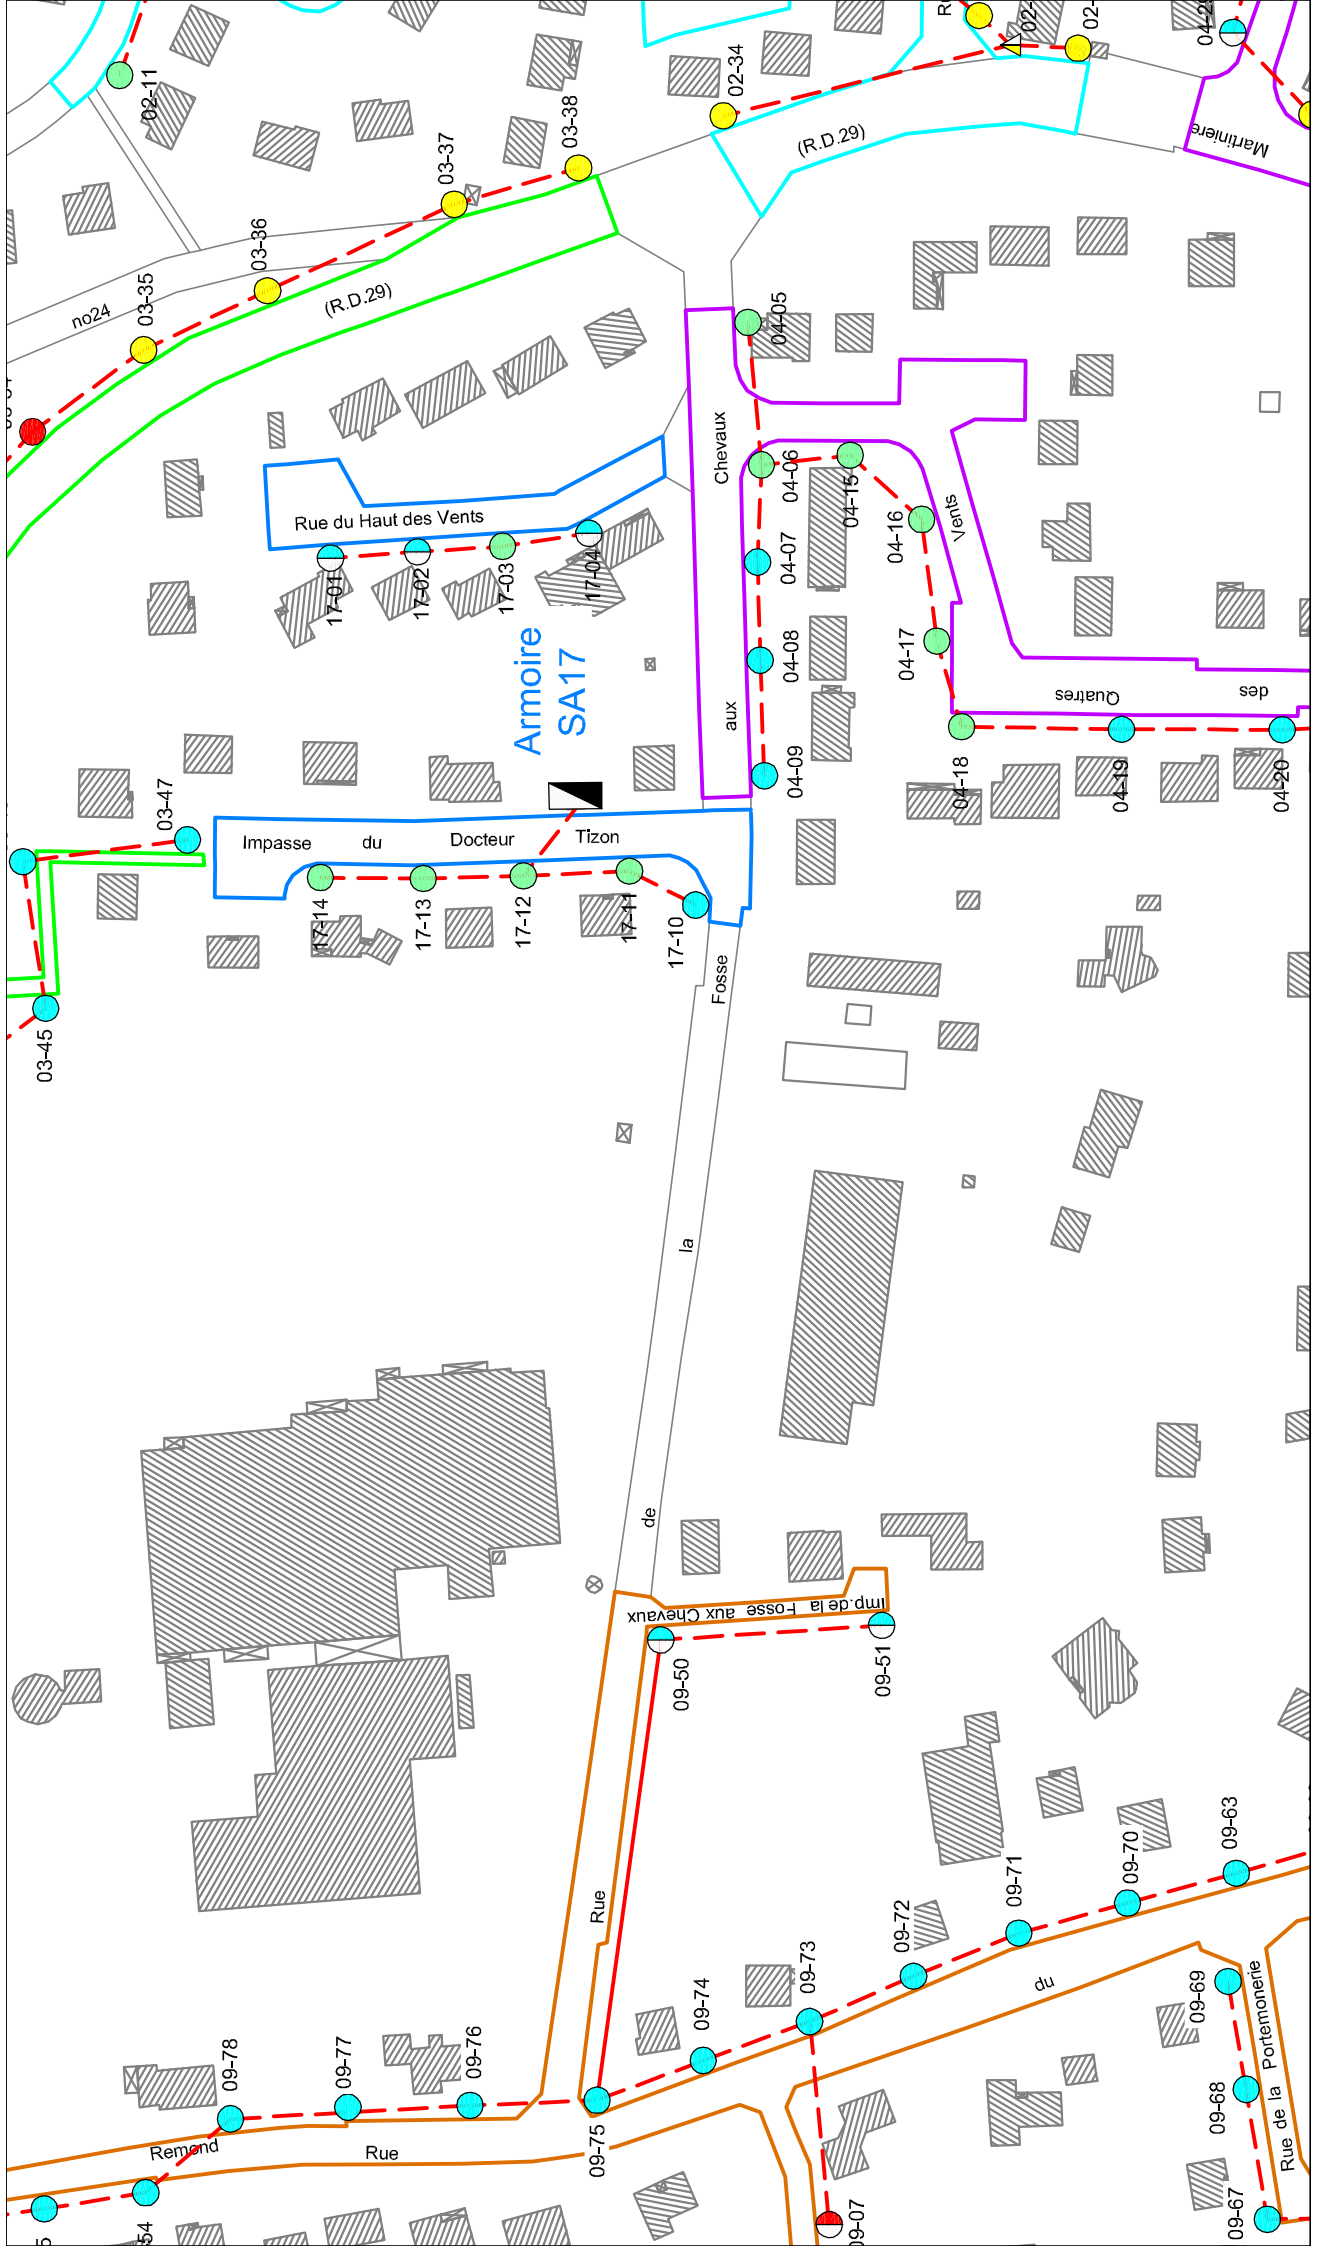 02-11
02-34
03-38
03-37
03-36
03-35
no24
(R.D.29)
(R.D.29)
Martiniere
04-05
Chevaux
04-06
04-15
04-16
Vents
04-07
04-08
04-17
04-09
04-18
04-19
04-20
Quatres
des
aux
Rue du Haut des Vents
17-01
17-02
17-03
17-04
Armoire
SA17
03-47
Impasse du Docteur Tizon
17-14
17-13
17-12
17-11
17-10
03-45
Fosse
la
de
Imp.de la Fosse aux Chevaux
09-50
09-51
Rue
09-63
09-70
09-71
09-72
09-73
09-74
09-75
09-76
09-77
09-78
du
Remond
Rue
09-69
09-68
09-67
Rue de la Portemonerie
09-07
54